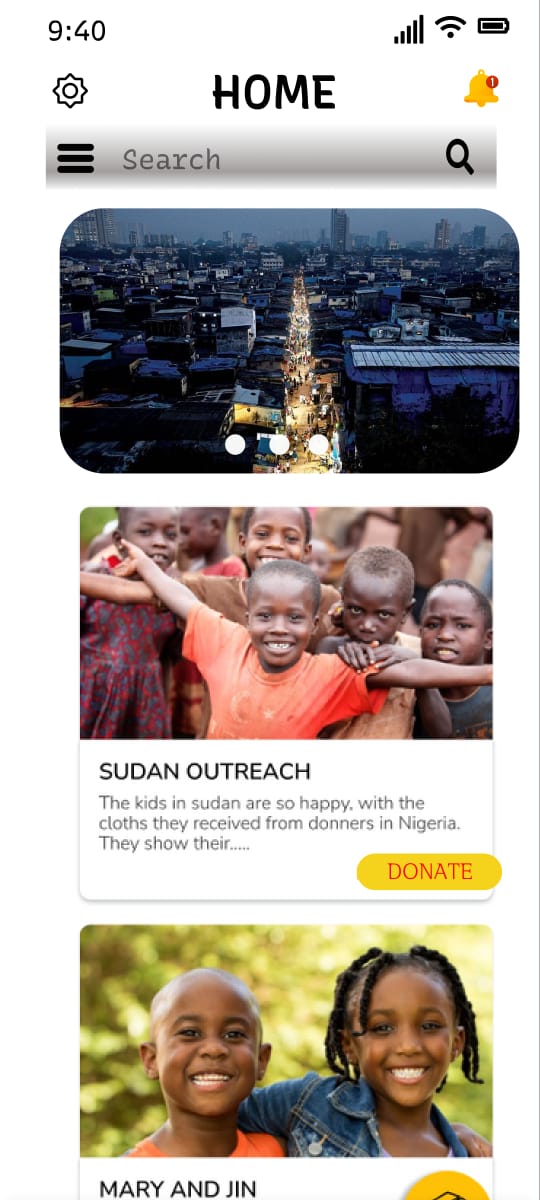 9:40
HOME
1
Search
SUDAN OUTREACH
The kids in sudan are so happy, with the
cloths they received from donners in Nigeria.
They show their.....
DONATE
MARY AND JIN